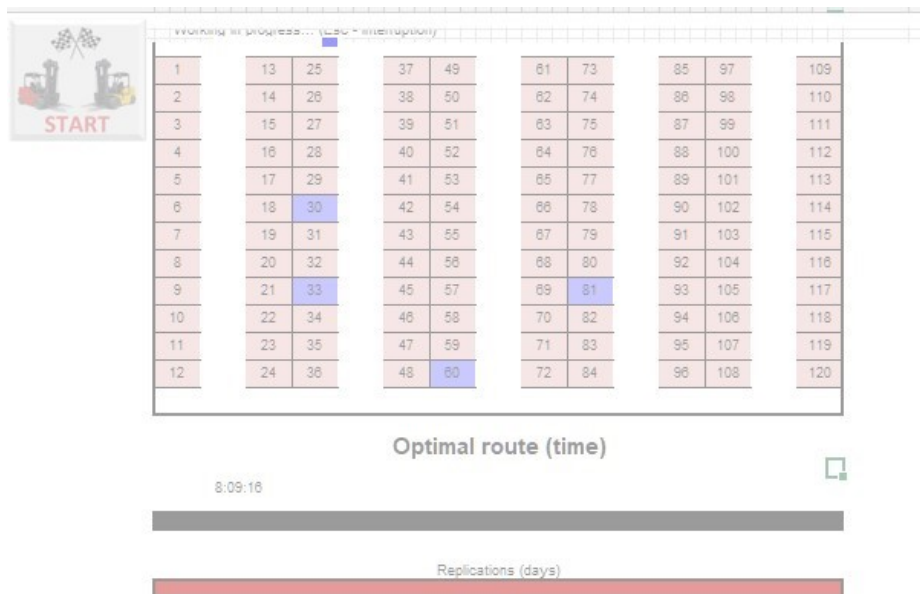 Working in progress... (Esc - interruption)
START
1 13 25 37 49 61 73 85 97 109
2 14 26 38 50 62 74 86 98 110
3 15 27 39 51 63 75 87 99 111
4 16 28 40 52 64 76 88 100 112
5 17 29 41 53 65 77 89 101 113
6 18 30 42 54 66 78 90 102 114
7 19 31 43 55 67 79 91 103 115
8 20 32 44 56 68 80 92 104 116
9 21 33 45 57 69 81 93 105 117
10 22 34 46 58 70 82 94 106 118
11 23 35 47 59 71 83 95 107 119
12 24 36 48 60 72 84 96 108 120
Optimal route (time)
8:09:16
Replications (days)